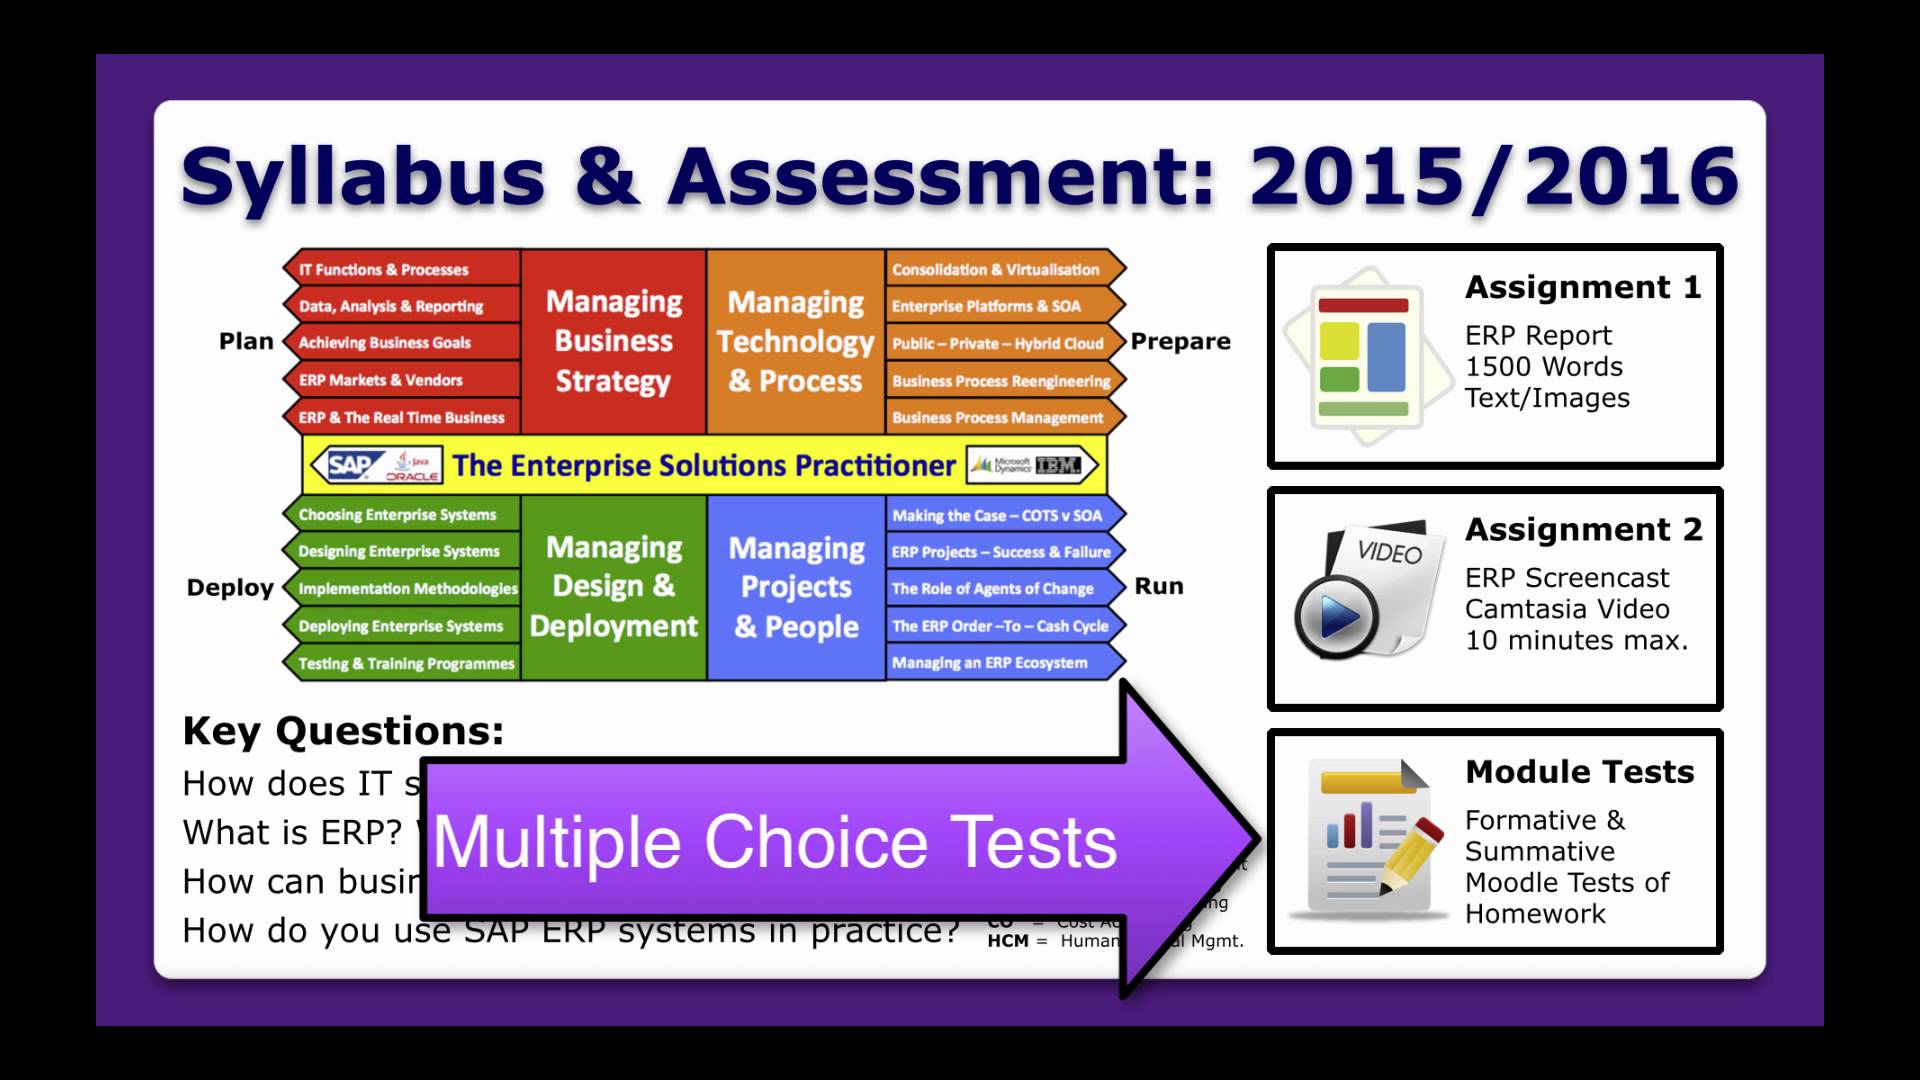 Syllabus & Assessment: 2015/2016
Plan
IT Functions & Processes
Data, Analysis & Reporting
Achieving Business Goals
ERP Markets & Vendors
ERP & The Real Time Business
Managing
Business
Strategy
Managing
Technology
& Process
Consolidation & Virtualisation
Enterprise Platforms & SOA
Public – Private – Hybrid Cloud
Business Process Reengineering
Business Process Management
Prepare
SAP
Java
ORACLE
The Enterprise Solutions Practitioner
Microsoft
Dynamics
IBM
Deploy
Choosing Enterprise Systems
Designing Enterprise Systems
Implementation Methodologies
Deploying Enterprise Systems
Testing & Training Programmes
Managing
Design &
Deployment
Managing
Projects
& People
Making the Case – COTS v SOA
ERP Projects – Success & Failure
The Role of Agents of Change
The ERP Order –To – Cash Cycle
Managing an ERP Ecosystem
Run
Key Questions:
How does IT
What is ERP?
How can
How do you use SAP ERP systems in practice?
CO = Cost
HCM = Human Mgmt.
Multiple Choice Tests
Assignment 1
ERP Report
1500 Words
Text/Images
VIDEO
Assignment 2
ERP Screencast
Camtasia Video
10 minutes max.
Module Tests
Formative &
Summative
Moodle Tests of
Homework